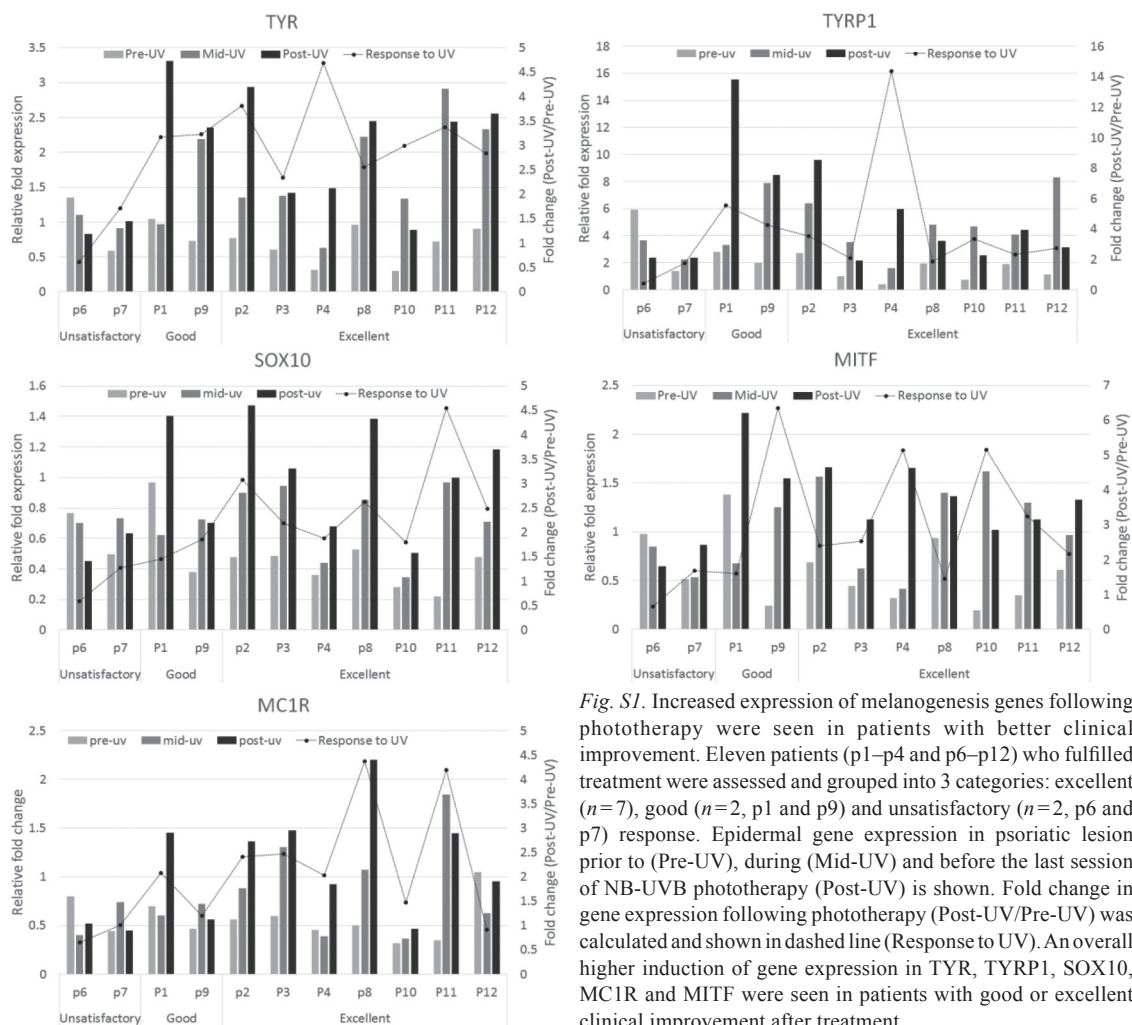 TYR
Pre-UV Mid-UV Post-UV Response to UV
Relative fold expression
3.5
3
2.5
2
1.5
1
0.5
0
5
4.5
4
3.5
3
2.5
2
1.5
1
0.5
0
Fold change (Post-UV/Pre-UV)
p6 p7 P1 p9 p2 P3 P4 p8 P10 P11 P12
Unsatisfactory Good Excellent
TYRP1
pre-uv mid-uv post-uv Response to UV
Relative fold expression
18
16
14
12
10
8
6
4
2
0
16
14
12
10
8
6
4
2
0
Fold change (Post-UV/Pre-UV)
p6 p7 P1 p9 p2 P3 P4 p8 P10 P11 P12
Unsatisfactory Good Excellent
SOX10
pre-uv mid-uv post-uv Response to UV
Relative fold expression
1.6
1.4
1.2
1
0.8
0.6
0.4
0.2
0
5
4.5
4
3.5
3
2.5
2
1.5
1
0.5
0
Fold change (Post-UV/Pre-UV)
p6 p7 P1 p9 p2 P3 P4 p8 P10 P11 P12
Unsatisfactory Good Excellent
MITF
Pre-UV Mid-UV Post-UV Response to UV
Relative fold expression
2.5
2
1.5
1
0.5
0
7
6
5
4
3
2
1
0
Fold change (Post-UV/Pre-UV)
p6 p7 P1 p9 p2 P3 P4 p8 P10 P11 P12
Unsatisfactory Good Excellent
MC1R
pre-uv mid-uv post-uv Response to UV
Relative fold change
2.5
2
1.5
1
0.5
0
5
4.5
4
3.5
3
2.5
2
1.5
1
0.5
0
Fold change (Post-UV/Pre-UV)
p6 p7 P1 p9 p2 P3 P4 p8 P10 P11 P12
Unsatisfactory Good Excellent
Fig. S1. Increased expression of melanogenesis genes following
phototherapy were seen in patients with better clinical
improvement. Eleven patients (p1–p4 and p6–p12) who fulfilled
treatment were assessed and grouped into 3 categories: excellent
(n=7), good (n=2, p1 and p9) and unsatisfactory (n=2, p6 and
p7) response. Epidermal gene expression in psoriatic lesion
prior to (Pre-UV), during (Mid-UV) and before the last session
of NB-UVB phototherapy (Post-UV) is shown. Fold change in
gene expression following phototherapy (Post-UV/Pre-UV) was
calculated and shown in dashed line (Response to UV). An overall
higher induction of gene expression in TYR, TYRP1, SOX10,
MC1R and MITF were seen in patients with good or excellent
clinical improvement after treatment.